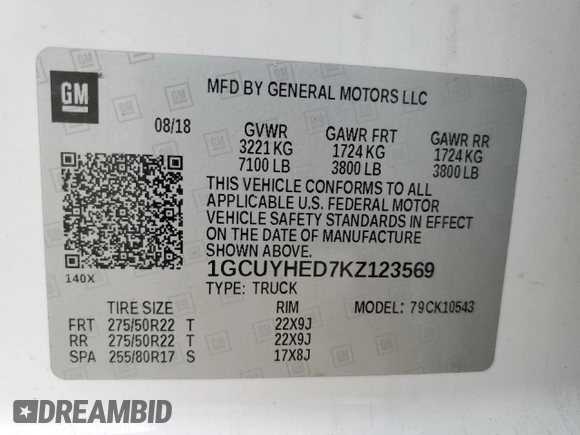 GM
MFD BY GENERAL MOTORS LLC
08/18 GVWR GAWR FRT GAWR RR
3221 KG 1724 KG 1724 KG
7100 LB 3800 LB 3800 LB
THIS VEHICLE CONFORMS TO ALL
APPLICABLE U.S. FEDERAL MOTOR
VEHICLE SAFETY STANDARDS IN EFFECT
ON THE DATE OF MANUFACTURE
SHOWN ABOVE.
140X
1GCUYHED7KZ123569
TYPE: TRUCK
TIRE SIZE RIM MODEL: 79CK10543
FRT 275/50R22 T 22X9J
RR 275/50R22 T 22X9J
SPA 255/80R17 S 17X8J
DREAMBID